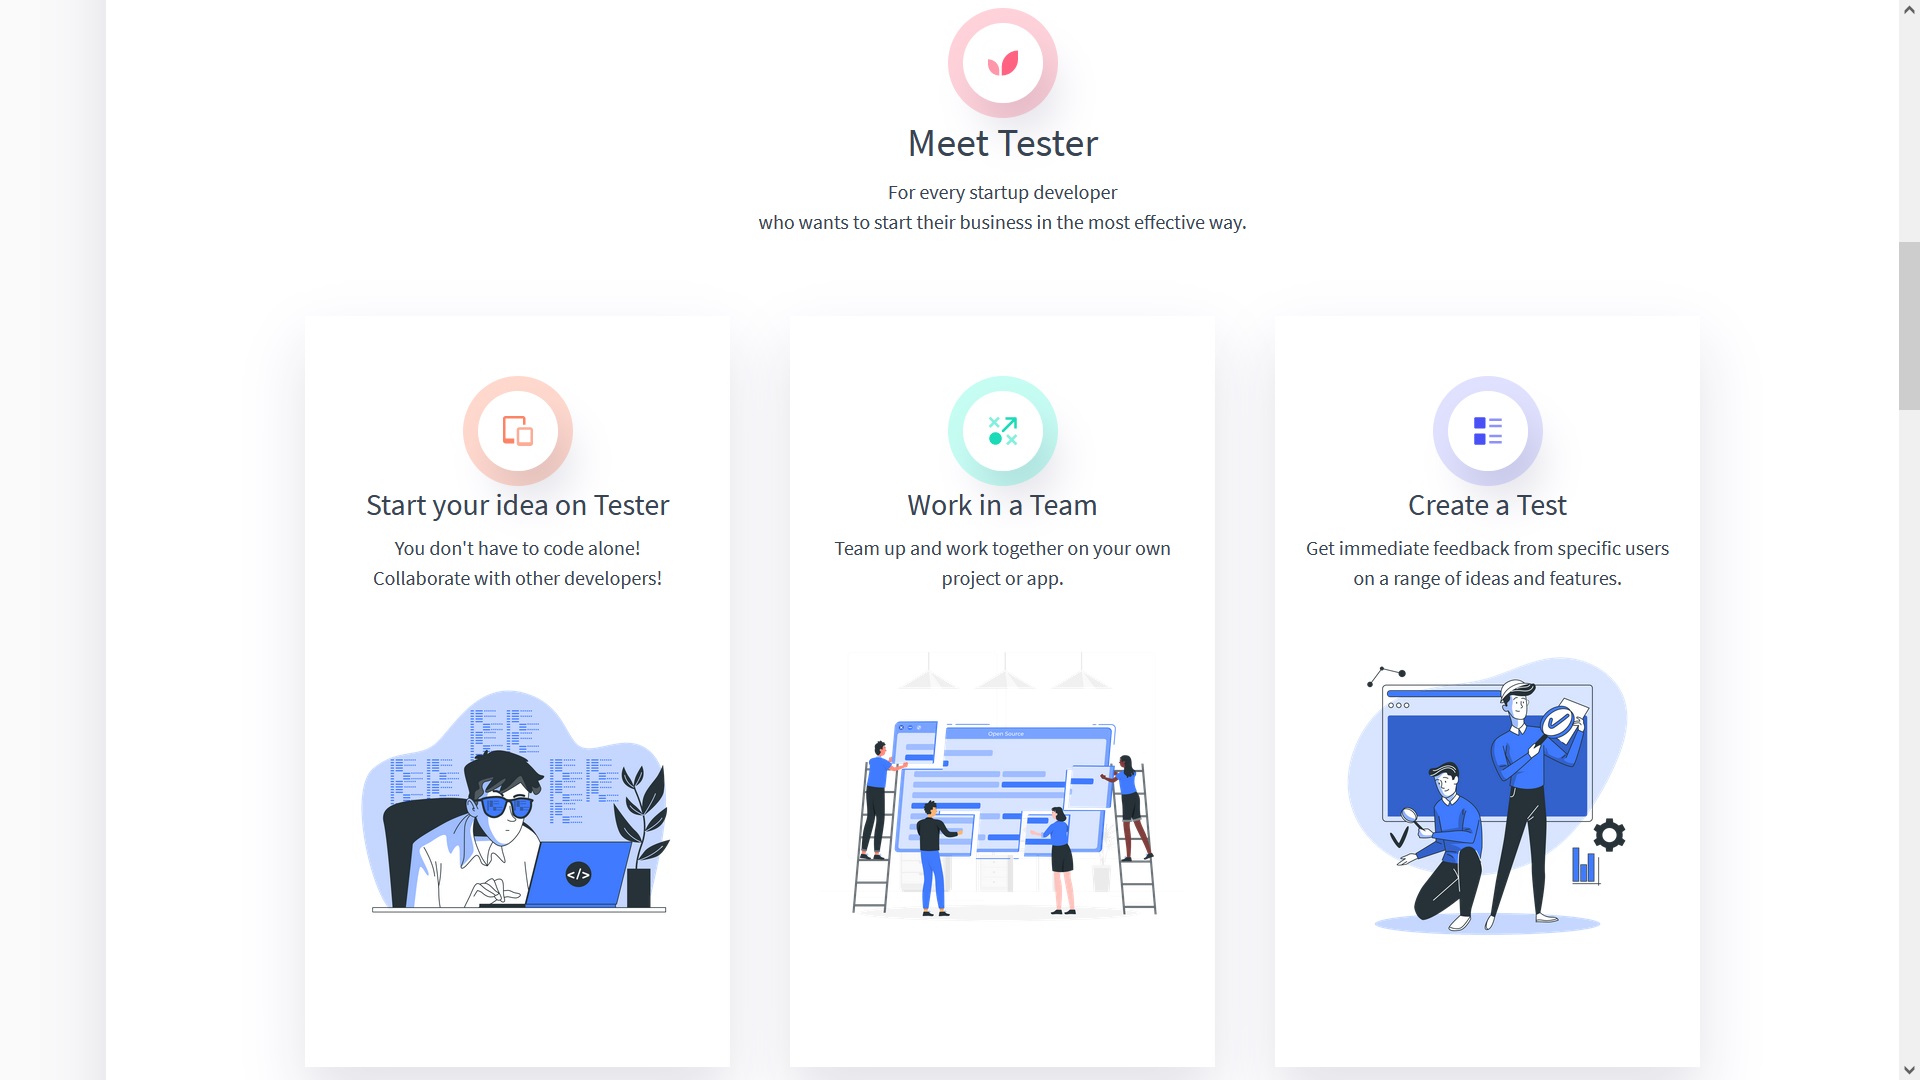 Meet Tester
For every startup developer
who wants to start their business in the most effective way.
Start your idea on Tester
You don't have to code alone!
Collaborate with other developers!
Work in a Team
Team up and work together on your own
project or app.
Create a Test
Get immediate feedback from specific users
on a range of ideas and features.
Open Source
</>